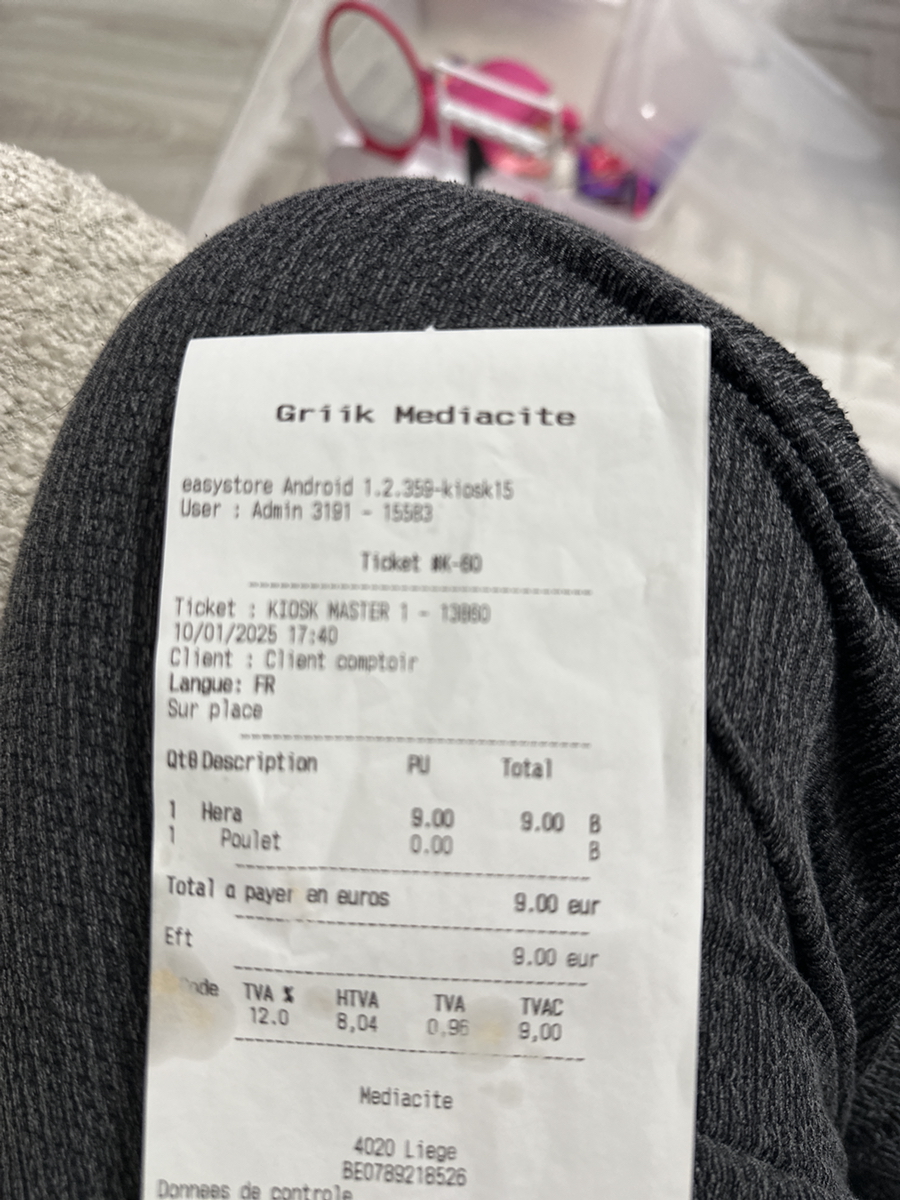 Griik Mediacite
easystore Android 1.2.359-kiosk15
User : Admin 3191 - 15583
Ticket #K-60
Ticket : KIOSK MASTER 1 - 13860
10/01/2025 17:40
Client : Client comptoir
Langue: FR
Sur place
Qté Description PU Total
1 Hera 9.00 9.00 B
1 Poulet 0.00 B
Total a payer en euros 9.00 eur
Eft 9.00 eur
TVA % HTVA TVA TVAC
12.0 8,04 0.96 9,00
Mediacite
4020 Liege
BE0789218526
Donnees de controle